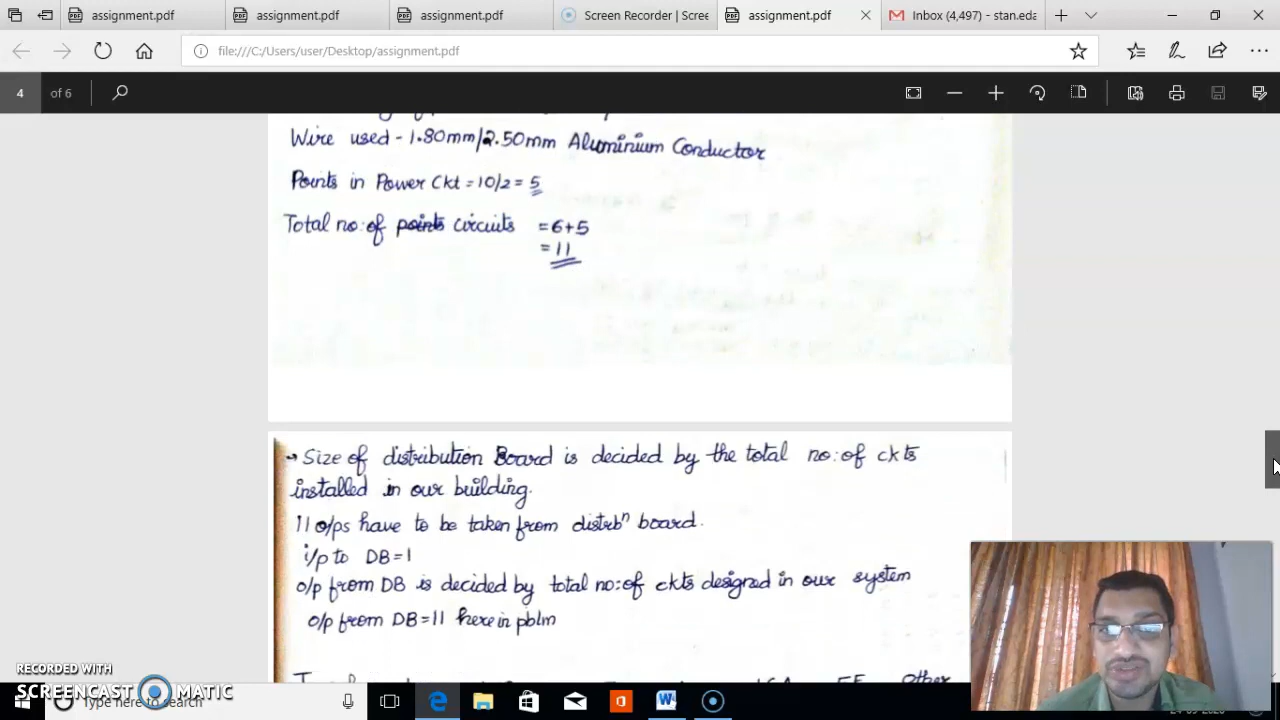 assignment.pdf
assignment.pdf
assignment.pdf
Screen Recorder | Scree
assignment.pdf
Inbox (4,497) - stan.eda
file:///C:/Users/user/Desktop/assignment.pdf
4 of 6
Wire used - 1.80mm/2.50mm Aluminium Conductor
Points in Power Ckt = 10/2 = 5
Total no:of points circuits = 6+5
= 11
→ Size of distribution Board is decided by the total no:of ckts
installed in our building.
11 o/ps have to be taken from distribⁿ board.
i/p to DB = 1
o/p from DB is decided by total no:of ckts designed in our system
o/p from DB = 11 here in pblm
other
RECORDED WITH
SCREENCAST MATIC
Type here to search